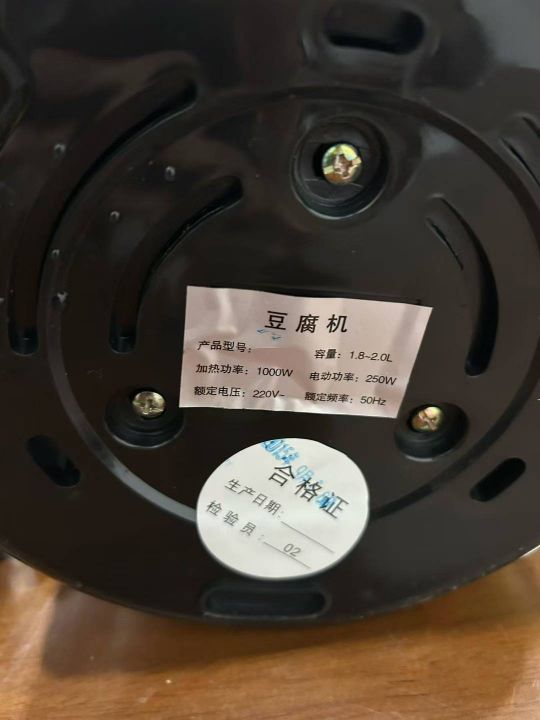 豆腐机
产品型号： 容量：1.8~2.0L
加热功率：1000W 电动功率：250W
额定电压：220V~ 额定频率：50Hz
合格证
生产日期：
检验员：02